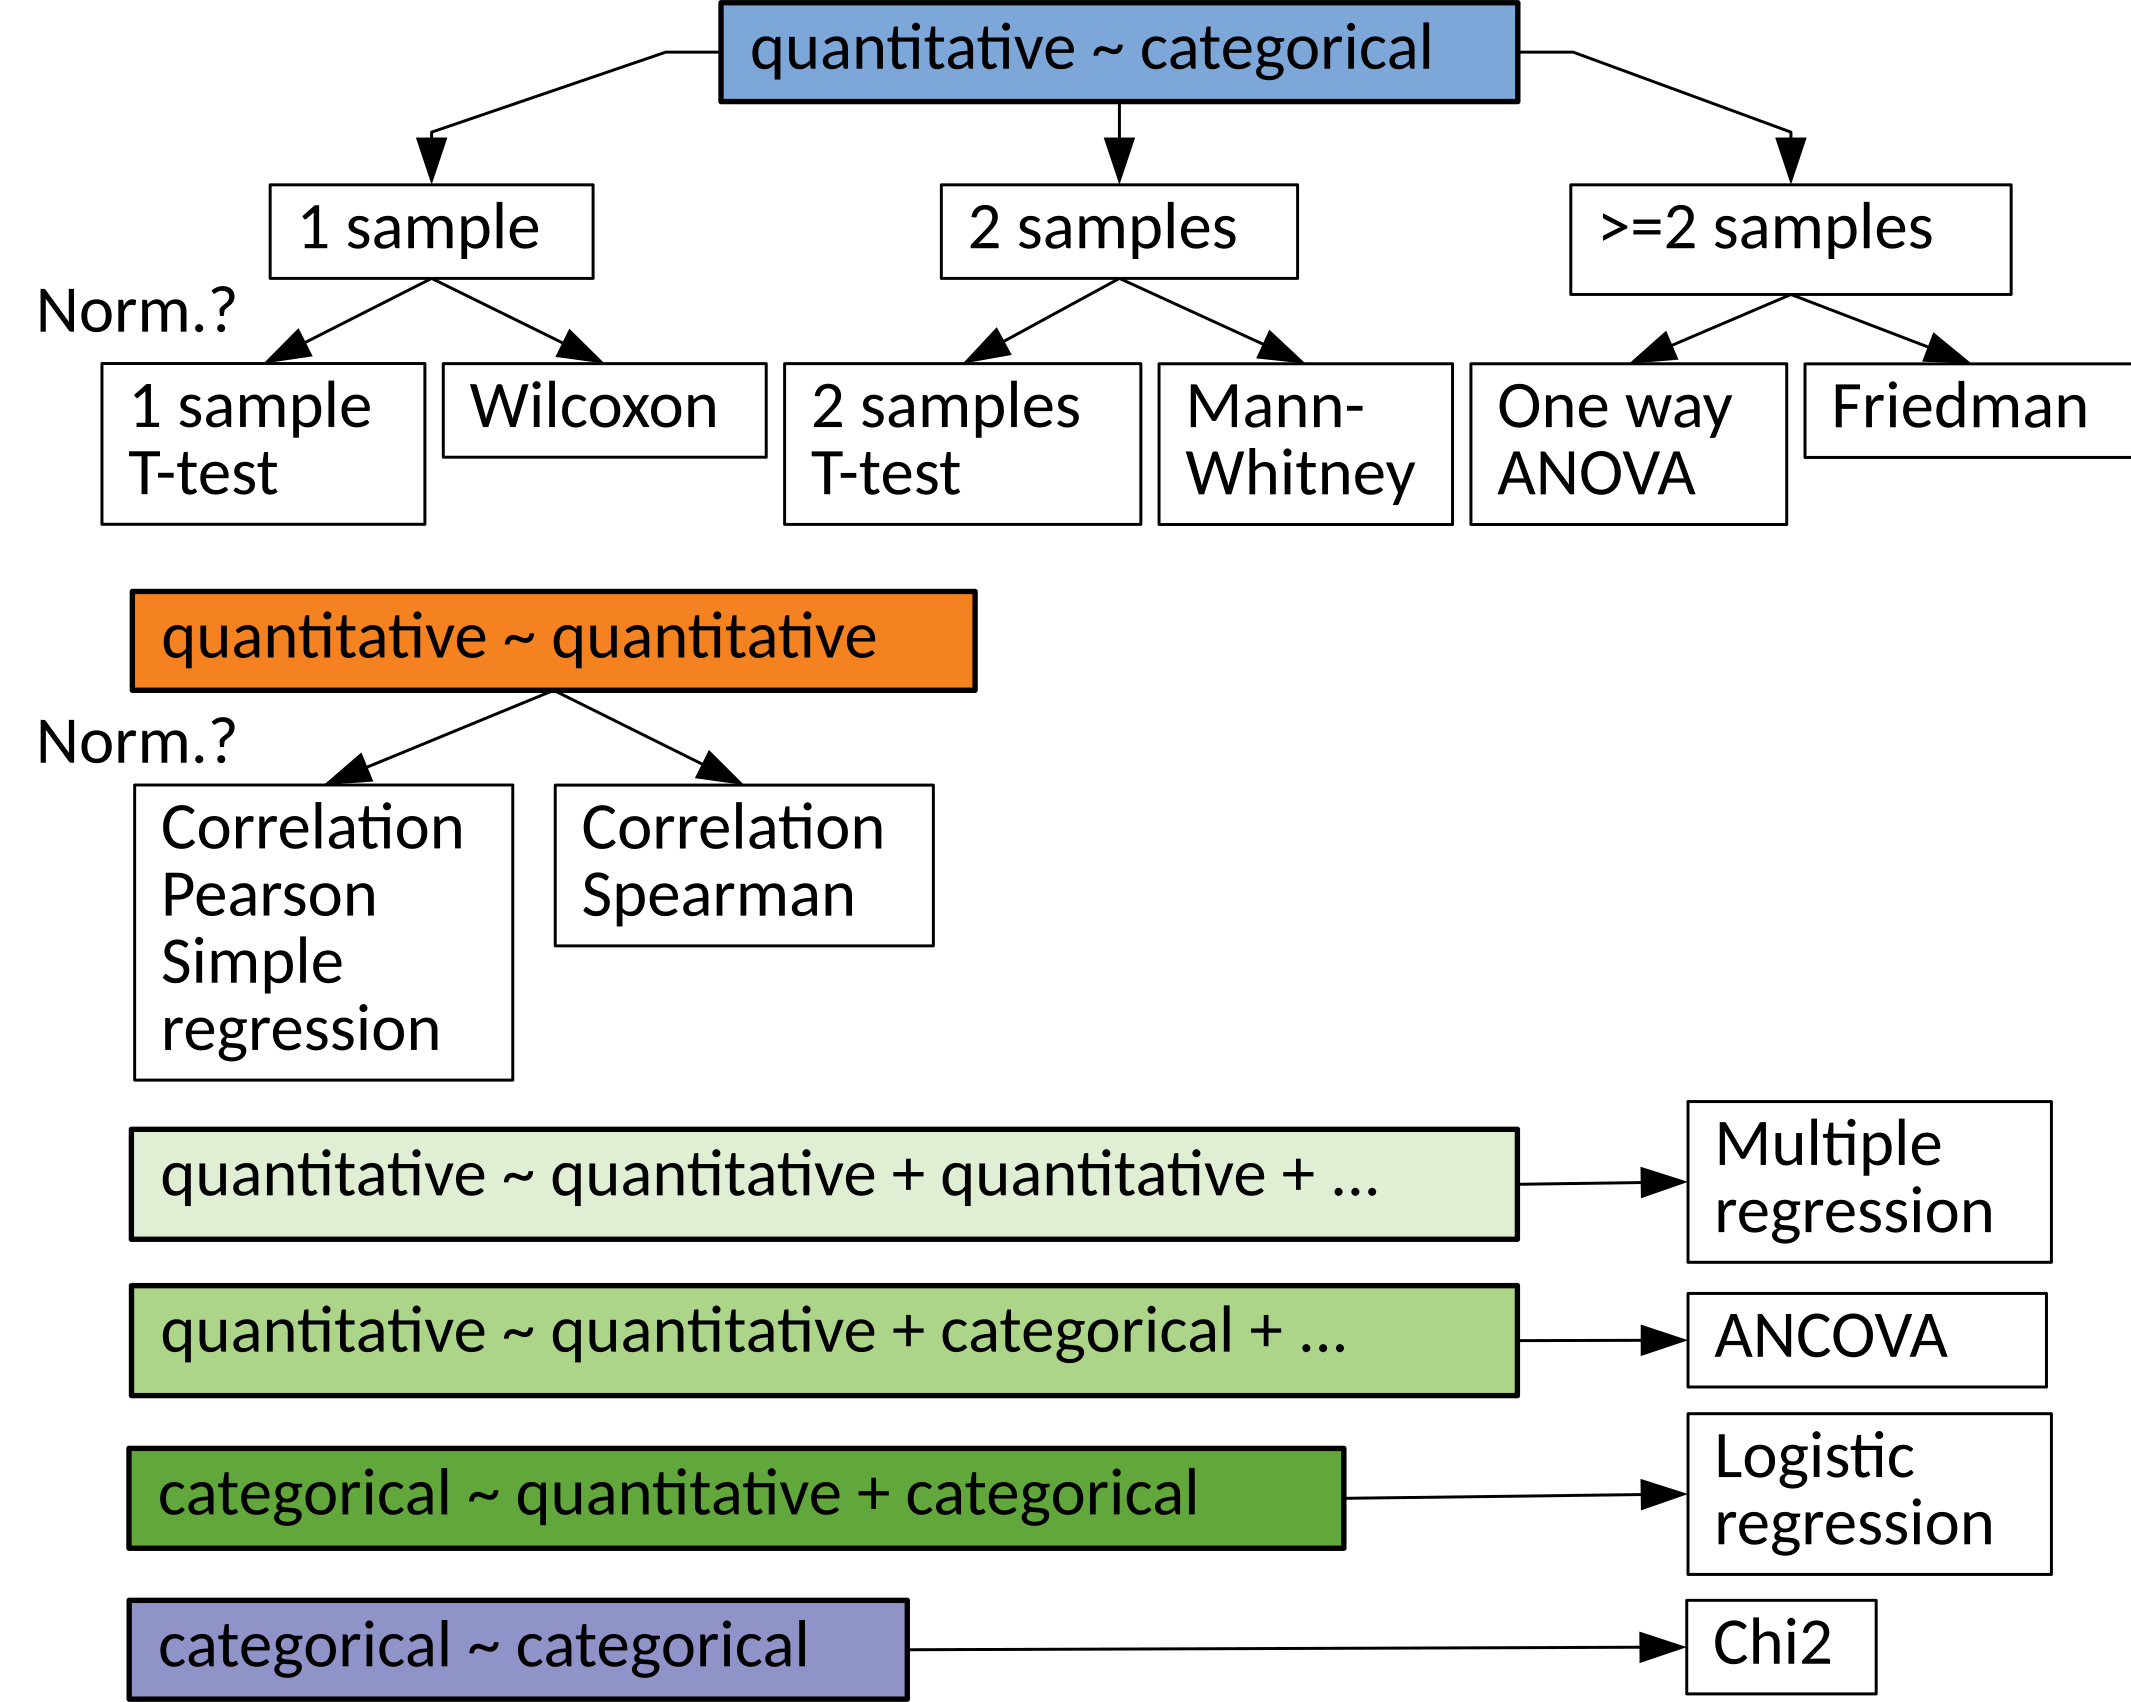 quantitative ~ categorical
1 sample
2 samples
>=2 samples
Norm.?
1 sample
T-test
Wilcoxon
2 samples
T-test
Mann-
Whitney
One way
ANOVA
Friedman
quantitative ~ quantitative
Norm.?
Correlation
Pearson
Simple
regression
Correlation
Spearman
quantitative ~ quantitative + quantitative + ...
Multiple
regression
quantitative ~ quantitative + categorical + ...
ANCOVA
categorical ~ quantitative + categorical
Logistic
regression
categorical ~ categorical
Chi2